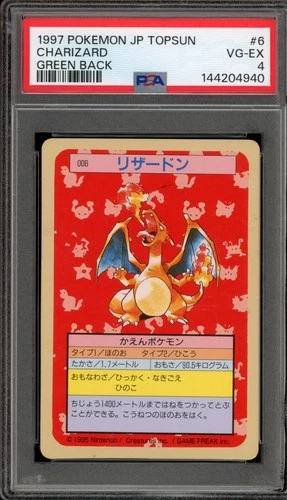 1997 POKEMON JP TOPSUN #6
CHARIZARD VG-EX
GREEN BACK 4
PSA 144204940
006 リザードン
かえんポケモン
タイプ1/ほのお タイプ2/ひこう
たかさ/1.7メートル おもさ/90.5キログラム
おもなわざ/ひっかく・なきごえ
ひのこ
ちじょう1400メートルまではねをつかってとぶ
ことができる。こうねつのほのおをはく。
© 1995 Nintendo / Creatures inc. / GAME FREAK inc.